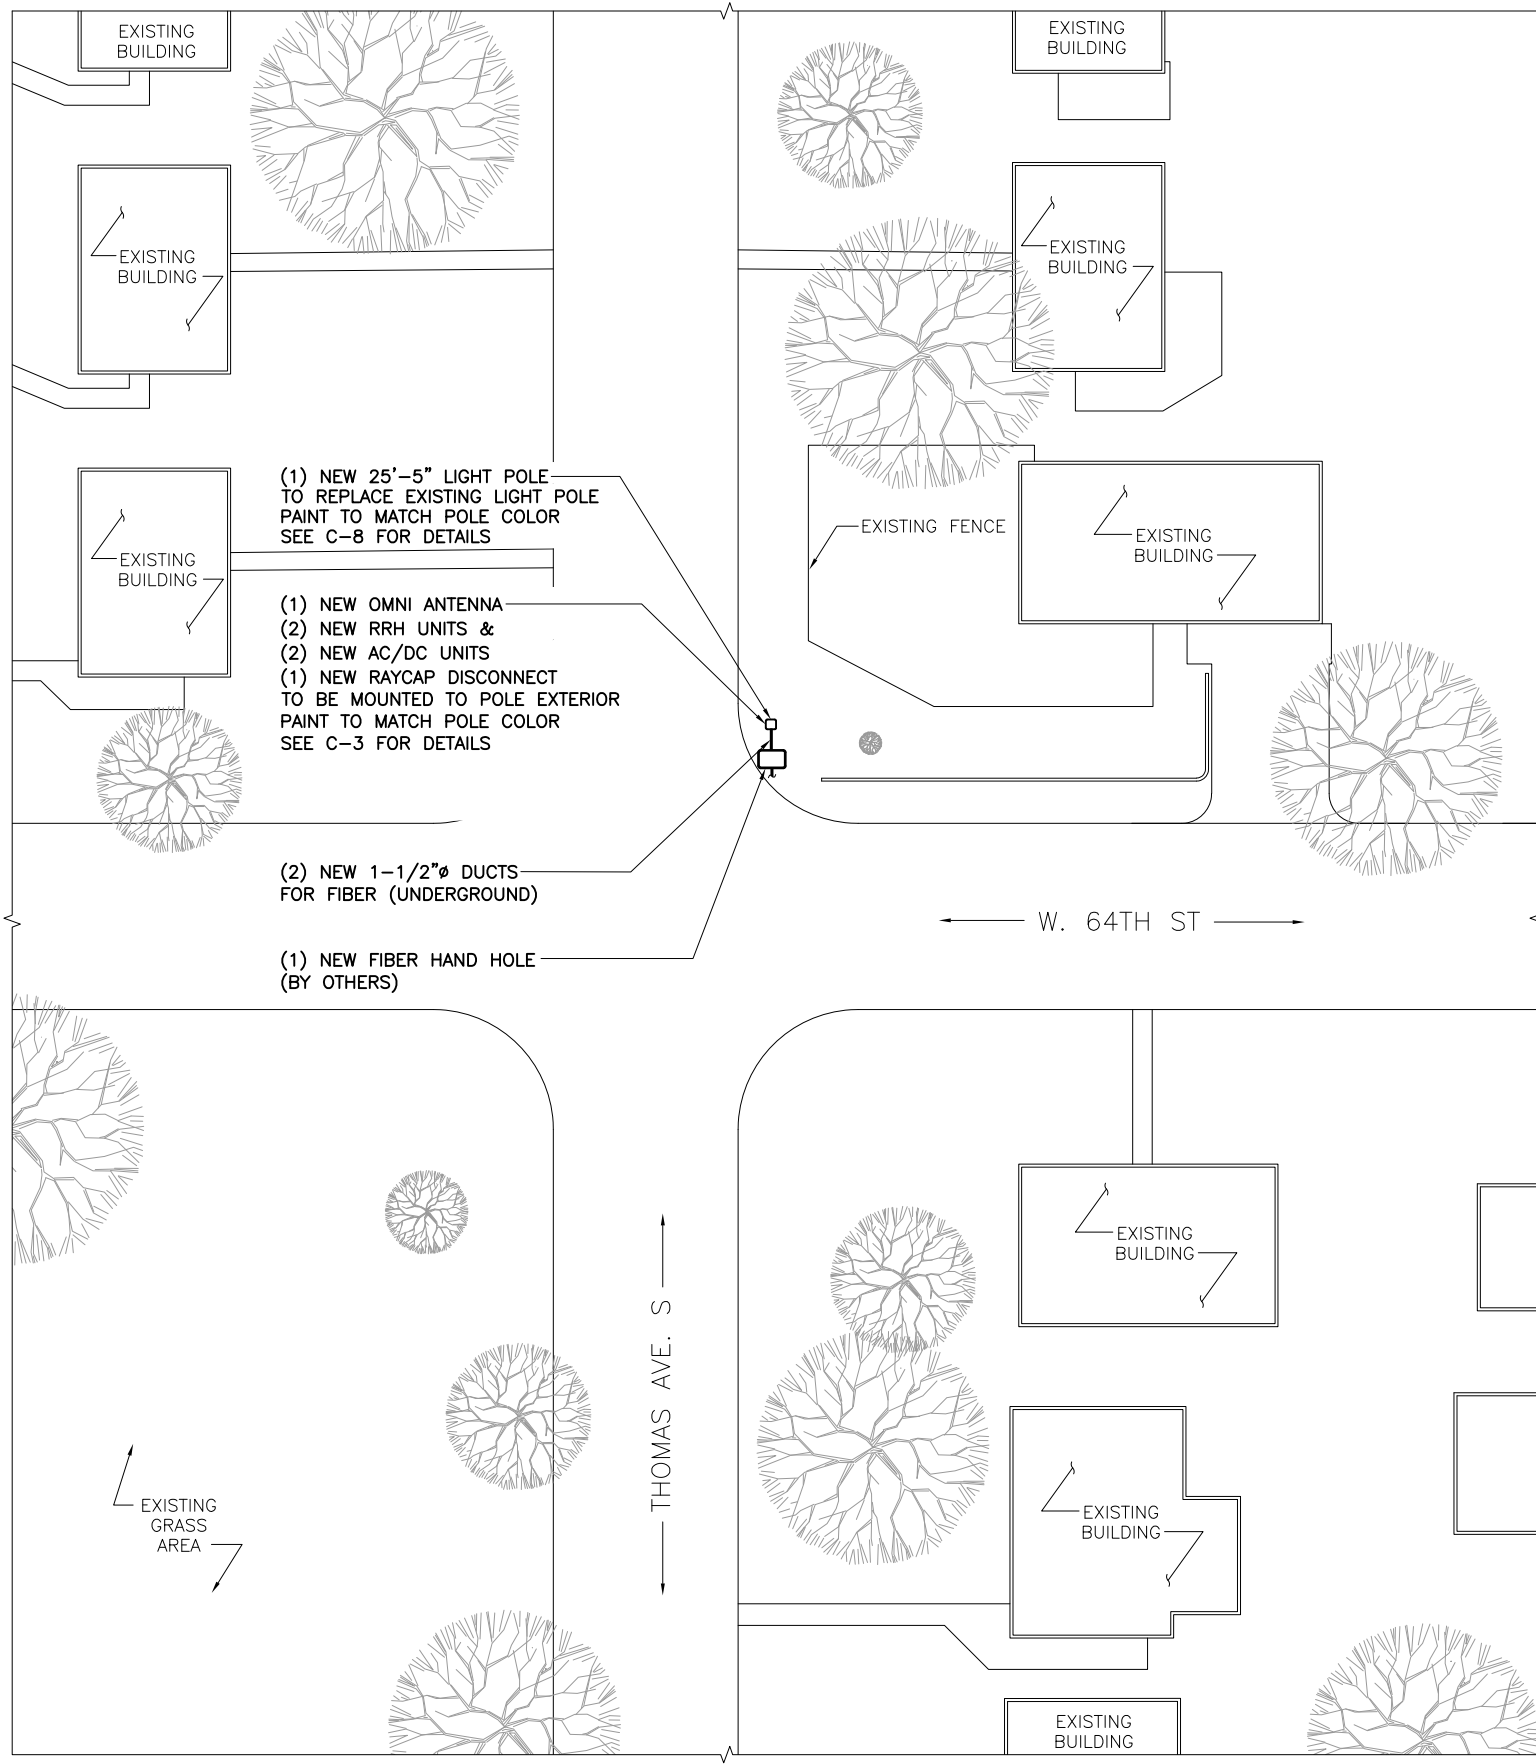 EXISTING
BUILDING
EXISTING
BUILDING
EXISTING
BUILDING
EXISTING
BUILDING
(1) NEW 25'-5" LIGHT POLE
TO REPLACE EXISTING LIGHT POLE
PAINT TO MATCH POLE COLOR
SEE C-8 FOR DETAILS
EXISTING FENCE
EXISTING
BUILDING
EXISTING
BUILDING
(1) NEW OMNI ANTENNA
(2) NEW RRH UNITS &
(2) NEW AC/DC UNITS
(1) NEW RAYCAP DISCONNECT
TO BE MOUNTED TO POLE EXTERIOR
PAINT TO MATCH POLE COLOR
SEE C-3 FOR DETAILS
(2) NEW 1-1/2"ø DUCTS
FOR FIBER (UNDERGROUND)
W. 64TH ST
(1) NEW FIBER HAND HOLE
(BY OTHERS)
EXISTING
BUILDING
THOMAS AVE. S
EXISTING
GRASS
AREA
EXISTING
BUILDING
EXISTING
BUILDING